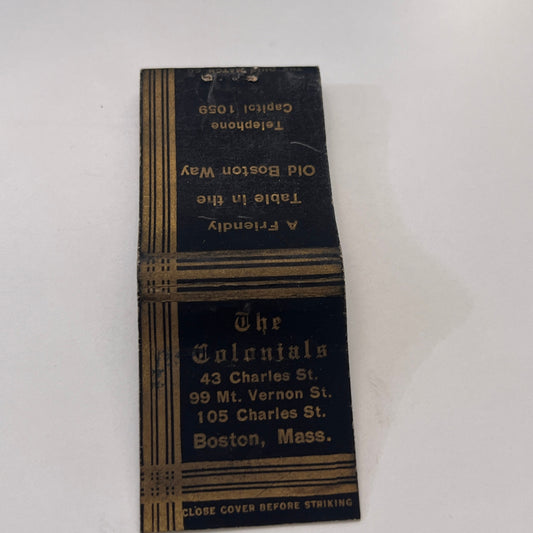 The
Colonials
43 Charles St.
99 Mt. Vernon St.
105 Charles St.
Boston, Mass.
CLOSE COVER BEFORE STRIKING
A Friendly
Table in the
Old Boston Way
Telephone
Capitol 1059